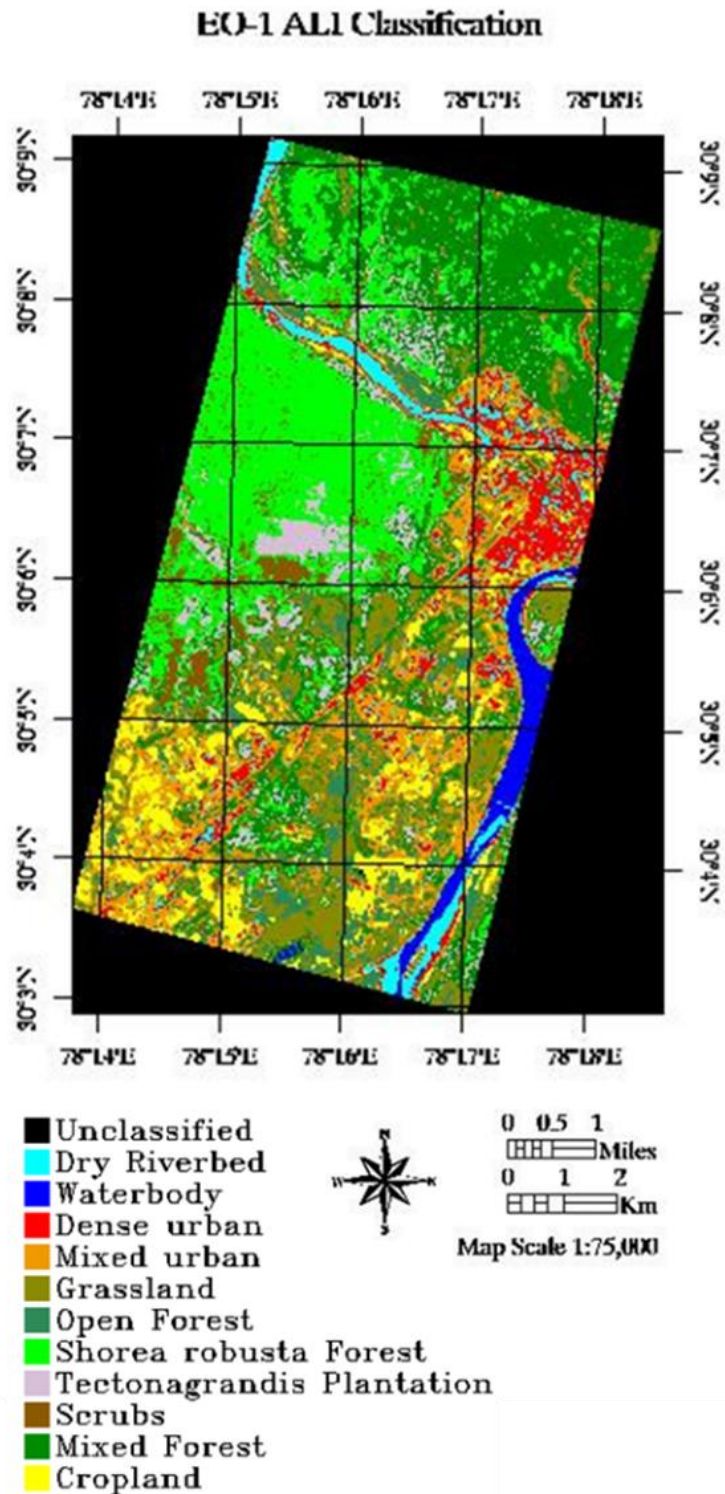 EO-1 ALI Classification
78°14'E 78°15'E 78°16'E 78°17'E 78°18'E
30°9'N 30°9'N
30°8'N 30°8'N
30°7'N 30°7'N
30°6'N 30°6'N
30°5'N 30°5'N
30°4'N 30°4'N
30°3'N
78°14'E 78°15'E 78°16'E 78°17'E 78°18'E
Unclassified
Dry Riverbed
Waterbody
Dense urban
Mixed urban
Grassland
Open Forest
Shorea robusta Forest
Tectonagrandis Plantation
Scrubs
Mixed Forest
Cropland
N
W E
S
0 0.5 1
Miles
0 1 2
Km
Map Scale 1:75,000